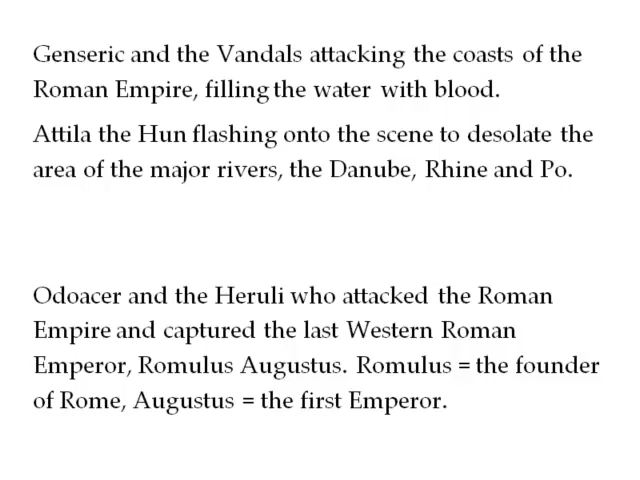 Genseric and the Vandals attacking the coasts of the
Roman Empire, filling the water with blood.
Attila the Hun flashing onto the scene to desolate the
area of the major rivers, the Danube, Rhine and Po.
Odoacer and the Heruli who attacked the Roman
Empire and captured the last Western Roman
Emperor, Romulus Augustus. Romulus = the founder
of Rome, Augustus = the first Emperor.